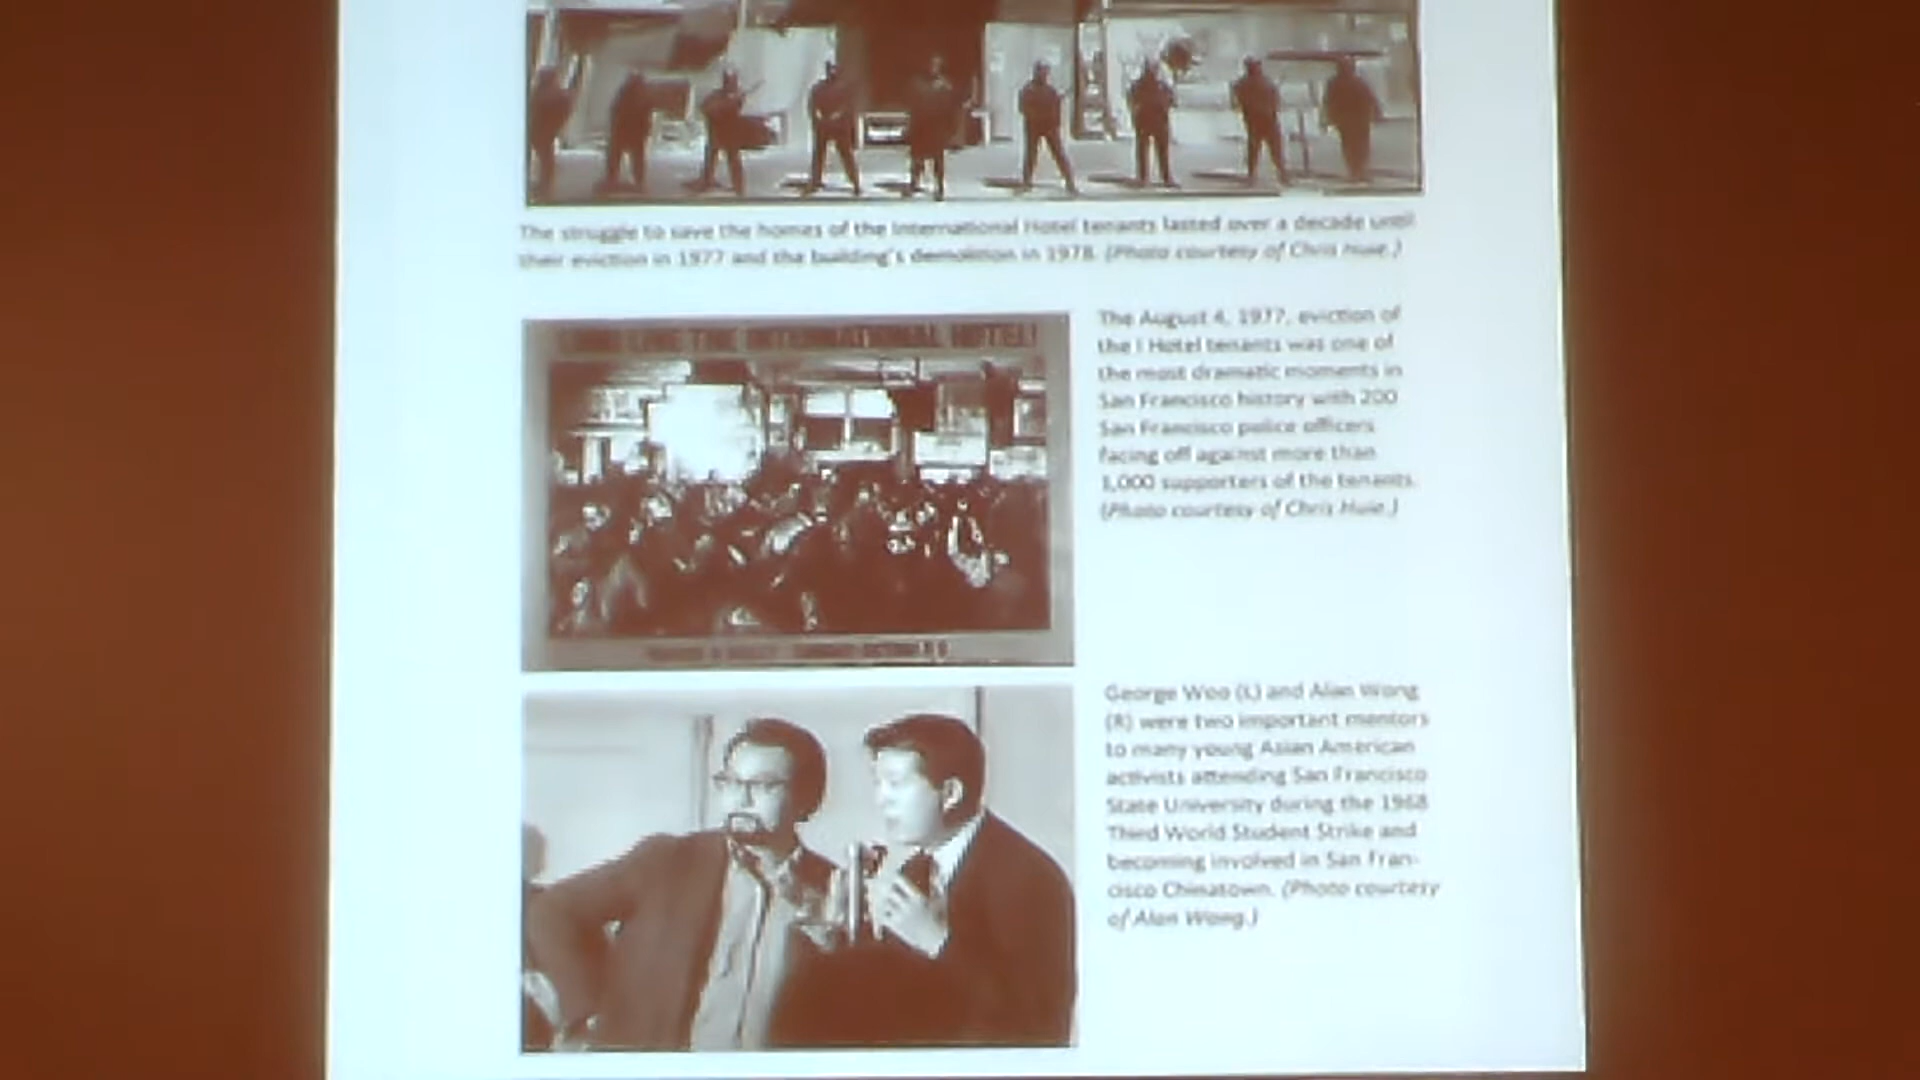 The struggle to save the homes of the International Hotel tenants lasted over a decade until
their eviction in 1977 and the building's demolition in 1978. (Photo courtesy of Chris Huie.)
LONG LIVE THE INTERNATIONAL HOTEL!
The August 4, 1977, eviction of
the I Hotel tenants was one of
the most dramatic moments in
San Francisco history with 200
San Francisco police officers
facing off against more than
1,000 supporters of the tenants.
(Photo courtesy of Chris Huie.)
George Woo (L) and Alan Wong
(R) were two important mentors
to many young Asian American
activists attending San Francisco
State University during the 1968
Third World Student Strike and
becoming involved in San Fran-
cisco Chinatown. (Photo courtesy
of Alan Wong.)